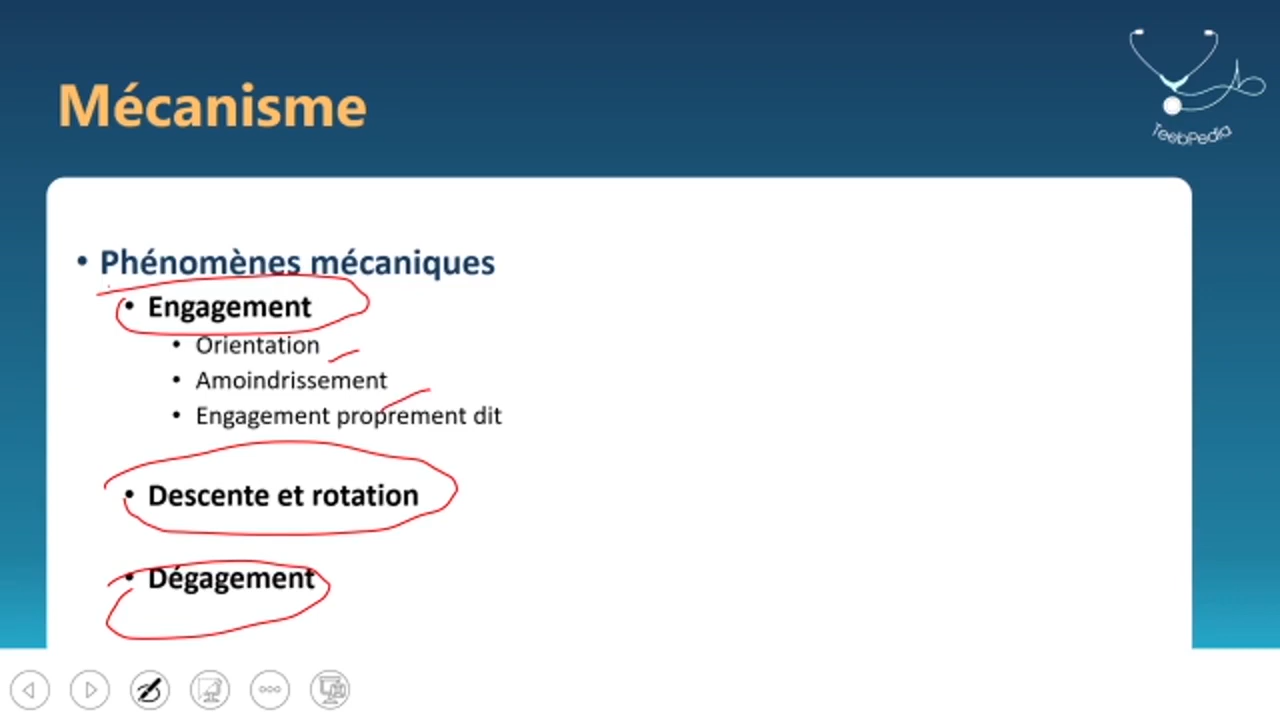 Mécanisme
TeebPedia
• Phénomènes mécaniques
• Engagement
• Orientation
• Amoindrissement
• Engagement proprement dit
• Descente et rotation
• Dégagement